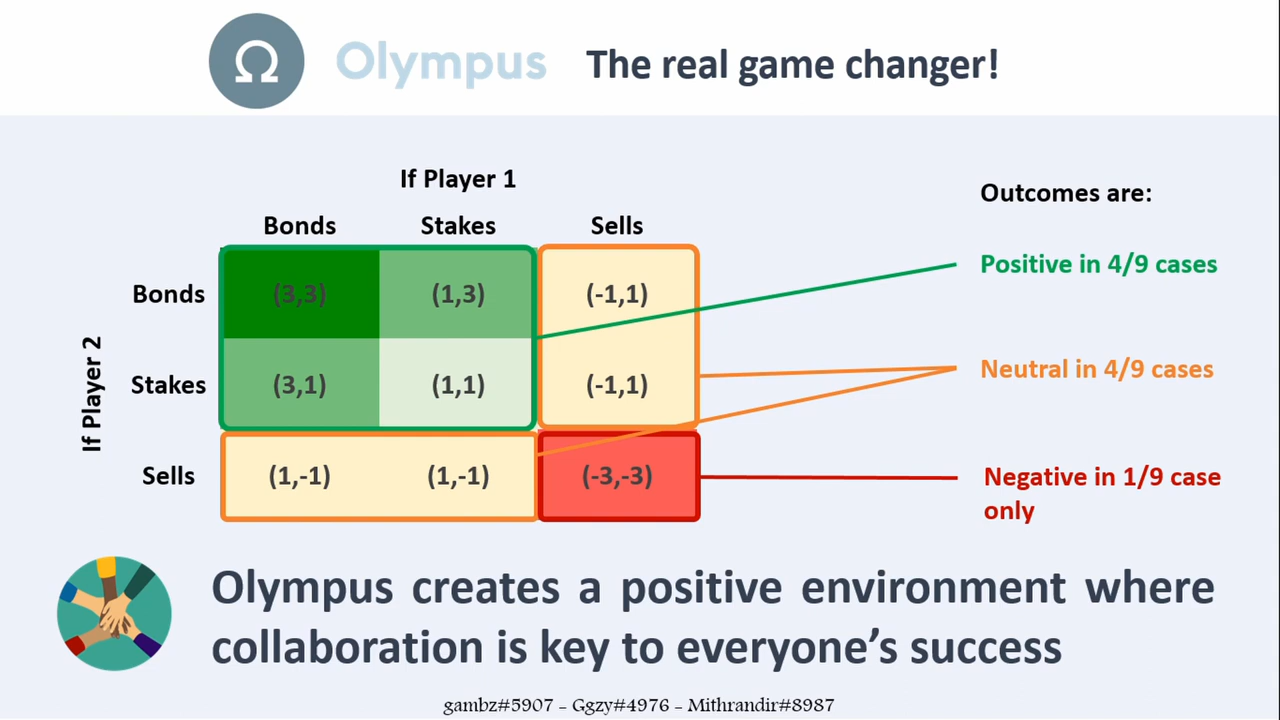 Ω Olympus The real game changer!
If Player 1
Outcomes are:
Bonds Stakes Sells
Positive in 4/9 cases
Bonds (3,3) (1,3) (-1,1)
If Player 2
Neutral in 4/9 cases
Stakes (3,1) (1,1) (-1,1)
Sells (1,-1) (1,-1) (-3,-3)
Negative in 1/9 case
only
Olympus creates a positive environment where
collaboration is key to everyone’s success
gambz#5907 – Ggzy#4976 – Mithrandir#8987